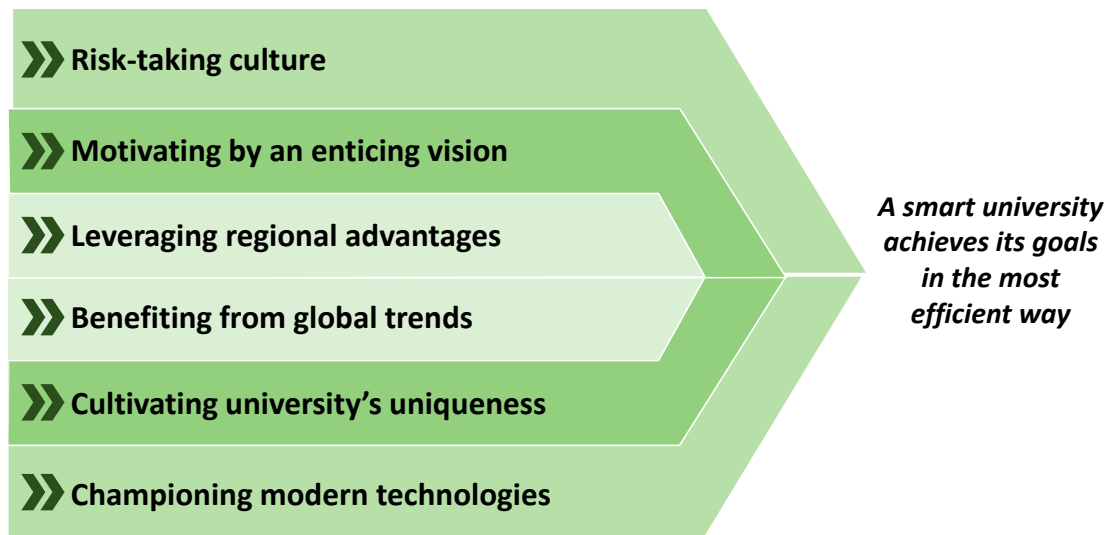 Risk-taking culture
Motivating by an enticing vision
Leveraging regional advantages
Benefiting from global trends
Cultivating university’s uniqueness
Championing modern technologies
A smart university
achieves its goals
in the most
efficient way